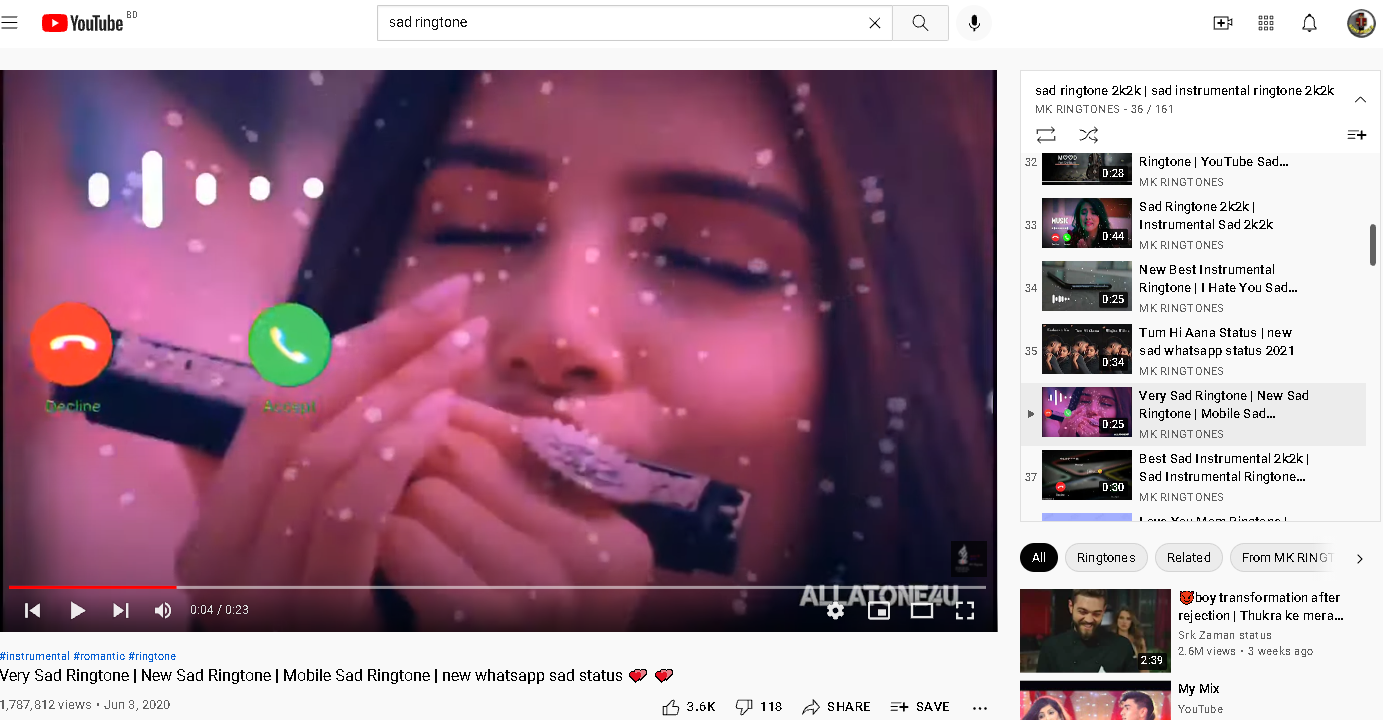 YouTube BD
sad ringtone
Decline
Accept
ALLATONE4U
0:04 / 0:23
#instrumental #romantic #ringtone
Very Sad Ringtone | New Sad Ringtone | Mobile Sad Ringtone | new whatsapp sad status
1,787,812 views • Jun 3, 2020
3.6K
118
SHARE
SAVE
sad ringtone 2k2k | sad instrumental ringtone 2k2k
MK RINGTONES - 36 / 161
32
0:28
Ringtone | YouTube Sad...
MK RINGTONES
33
MUSIC
0:44
Sad Ringtone 2k2k |
Instrumental Sad 2k2k
MK RINGTONES
34
0:25
New Best Instrumental
Ringtone | I Hate You Sad...
MK RINGTONES
35
0:34
Tum Hi Aana Status | new
sad whatsapp status 2021
MK RINGTONES
0:25
Very Sad Ringtone | New Sad
Ringtone | Mobile Sad...
MK RINGTONES
37
0:30
Best Sad Instrumental 2k2k |
Sad Instrumental Ringtone...
MK RINGTONES
Love You Mom Ringtone |
All
Ringtones
Related
From MK RINGT
2:39
boy transformation after
rejection | Thukra ke mera...
Srk Zaman status
2.6M views • 3 weeks ago
My Mix
YouTube